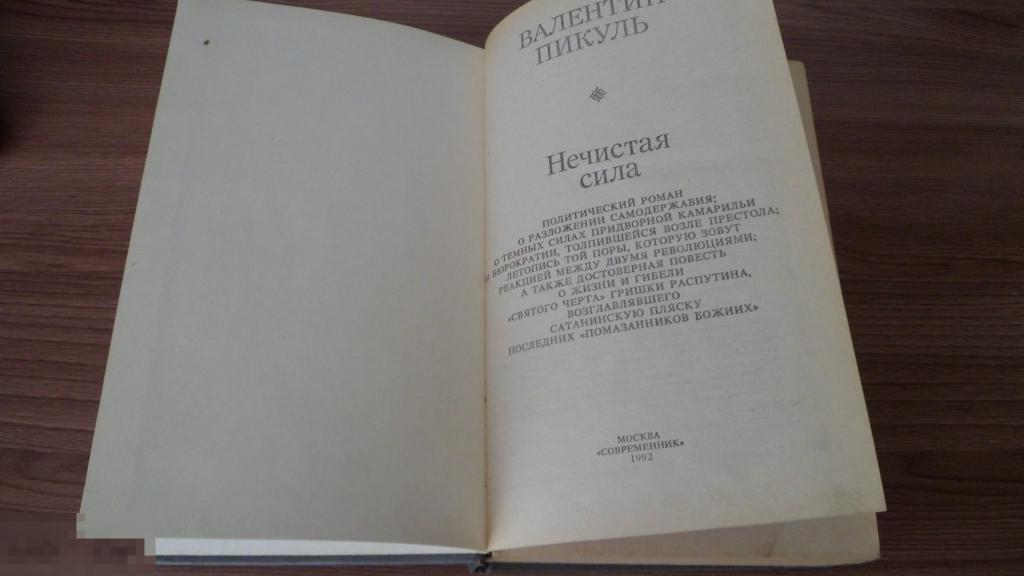 ВАЛЕНТИН
ПИКУЛЬ
Нечистая
сила
ПОЛИТИЧЕСКИЙ РОМАН
О РАЗЛОЖЕНИИ САМОДЕРЖАВИЯ;
О ТЕМНЫХ СИЛАХ ПРИДВОРНОЙ КАМАРИЛЬИ
И БЮРОКРАТИИ, ТОЛПИВШЕЙСЯ ВОЗЛЕ ПРЕСТОЛА;
ЛЕТОПИСЬ ТОЙ ПОРЫ, КОТОРУЮ ЗОВУТ
РЕАКЦИЕЙ МЕЖДУ ДВУМЯ РЕВОЛЮЦИЯМИ;
А ТАКЖЕ ДОСТОВЕРНАЯ ПОВЕСТЬ
О ЖИЗНИ И ГИБЕЛИ
«СВЯТОГО ЧЕРТА» ГРИШКИ РАСПУТИНА,
ВОЗГЛАВЛЯВШЕГО
САТАНИНСКУЮ ПЛЯСКУ
ПОСЛЕДНИХ «ПОМАЗАННИКОВ БОЖИИХ»
МОСКВА
«СОВРЕМЕННИК»
1992